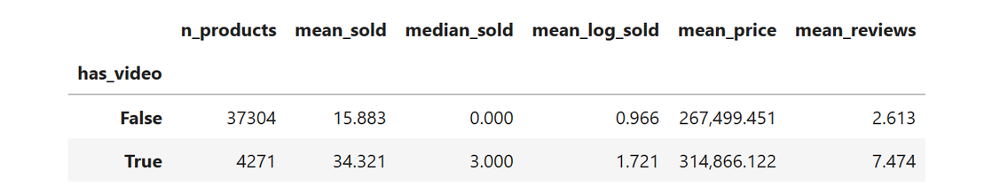 n_products mean_sold median_sold mean_log_sold mean_price mean_reviews
has_video
False 37304 15.883 0.000 0.966 267,499.451 2.613
True 4271 34.321 3.000 1.721 314,866.122 7.474